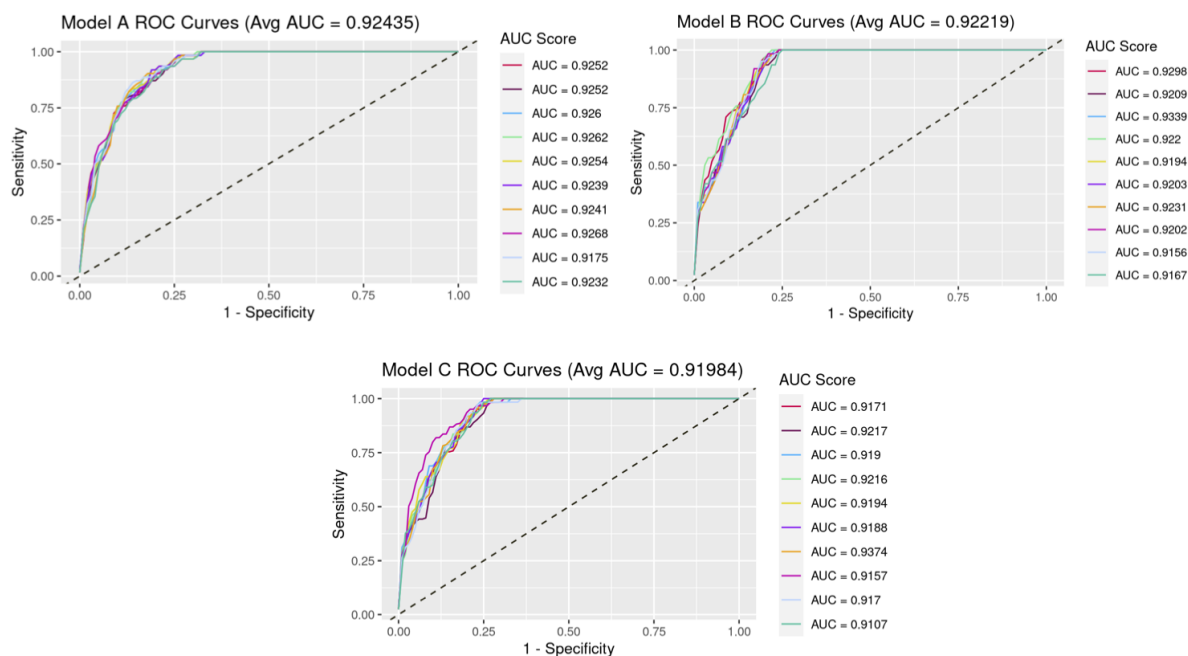 Model A ROC Curves (Avg AUC = 0.92435)
1.00
0.75
0.50
0.25
0.00
Sensitivity
0.00 0.25 0.50 0.75 1.00
1 - Specificity
AUC Score
AUC = 0.9252
AUC = 0.9252
AUC = 0.926
AUC = 0.9262
AUC = 0.9254
AUC = 0.9239
AUC = 0.9241
AUC = 0.9268
AUC = 0.9175
AUC = 0.9232
Model B ROC Curves (Avg AUC = 0.92219)
1.00
0.75
0.50
0.25
0.00
Sensitivity
0.00 0.25 0.50 0.75 1.00
1 - Specificity
AUC Score
AUC = 0.9298
AUC = 0.9209
AUC = 0.9339
AUC = 0.922
AUC = 0.9194
AUC = 0.9203
AUC = 0.9231
AUC = 0.9202
AUC = 0.9156
AUC = 0.9167
Model C ROC Curves (Avg AUC = 0.91984)
1.00
0.75
0.50
0.25
0.00
Sensitivity
0.00 0.25 0.50 0.75 1.00
1 - Specificity
AUC Score
AUC = 0.9171
AUC = 0.9217
AUC = 0.919
AUC = 0.9216
AUC = 0.9194
AUC = 0.9188
AUC = 0.9374
AUC = 0.9157
AUC = 0.917
AUC = 0.9107